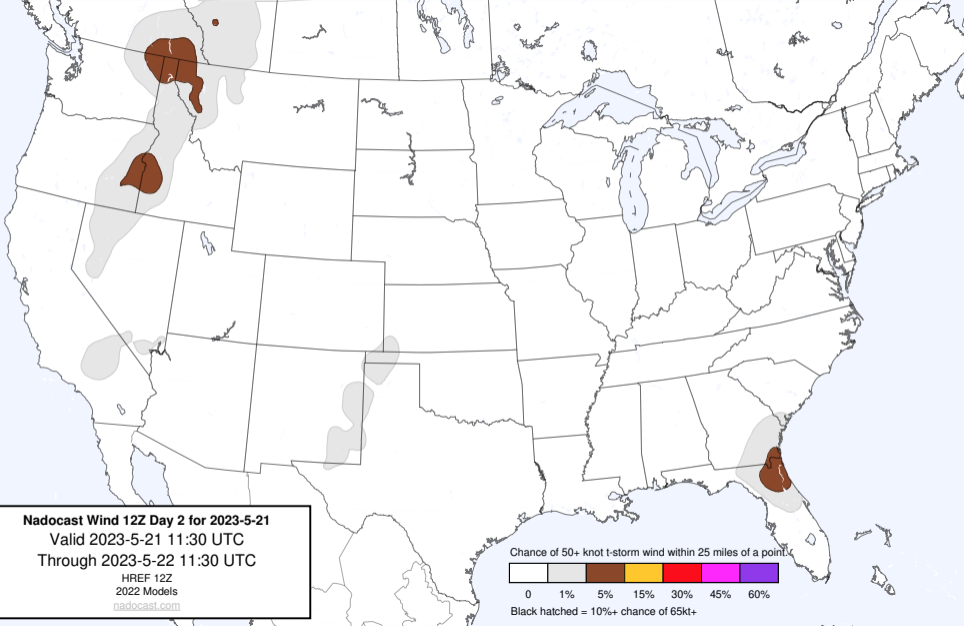 Nadocast Wind 12Z Day 2 for 2023-5-21
Valid 2023-5-21 11:30 UTC
Through 2023-5-22 11:30 UTC
HREF 12Z
2022 Models
nadocast.com
Chance of 50+ knot t-storm wind within 25 miles of a point.
0 1% 5% 15% 30% 45% 60%
Black hatched = 10%+ chance of 65kt+